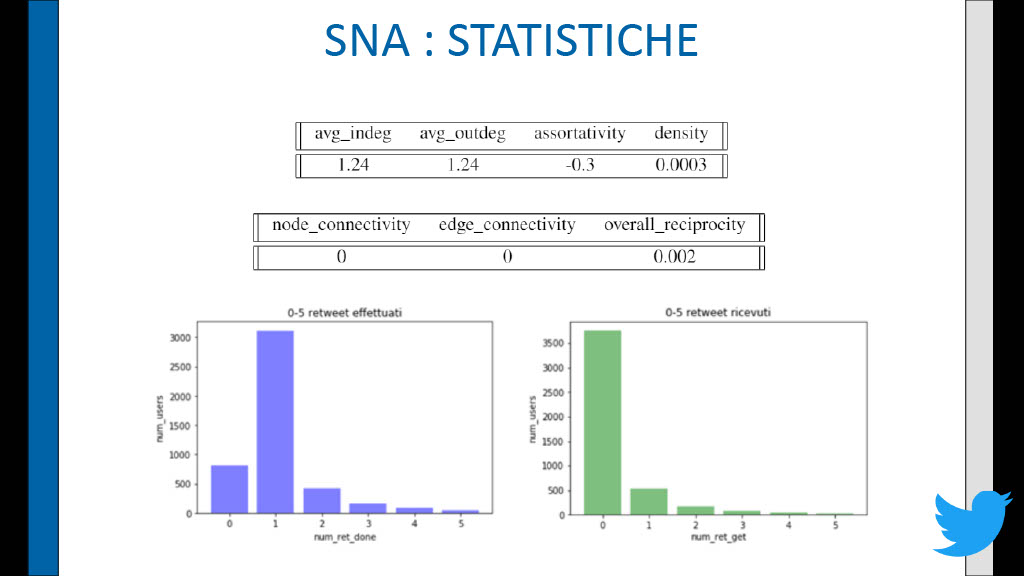 SNA : STATISTICHE
avg_indeg avg_outdeg assortativity density
1.24 1.24 -0.3 0.0003
node_connectivity edge_connectivity overall_reciprocity
0 0 0.002
0-5 retweet effettuati
3000
2500
2000
1500
1000
500
0
num_users
0 1 2 3 4 5
num_ret_done
0-5 retweet ricevuti
3500
3000
2500
2000
1500
1000
500
0
num_users
0 1 2 3 4 5
num_ret_get